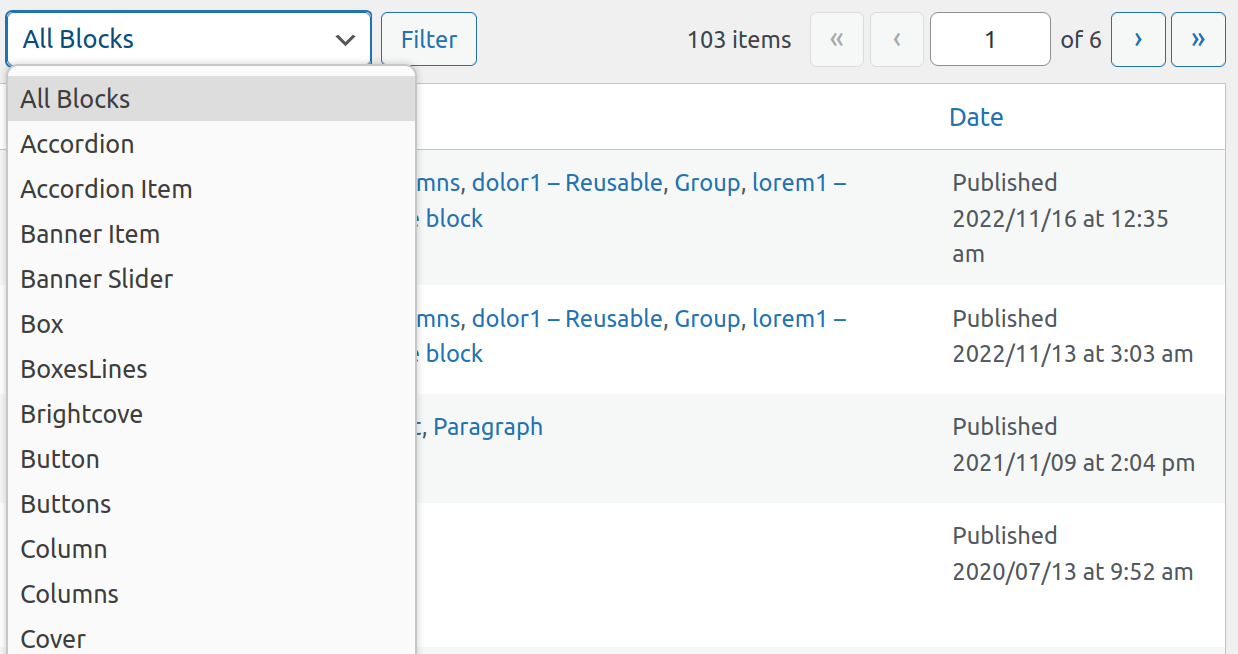 All Blocks Filter 103 items « ‹ 1 of 6 › »
All Blocks
Accordion
Accordion Item
Banner Item
Banner Slider
Box
BoxesLines
Brightcove
Button
Buttons
Column
Columns
Cover
Date
dolor1 – Reusable, Group, lorem1 –
block
Published
2022/11/16 at 12:35
am
dolor1 – Reusable, Group, lorem1 –
block
Published
2022/11/13 at 3:03 am
, Paragraph
Published
2021/11/09 at 2:04 pm
Published
2020/07/13 at 9:52 am